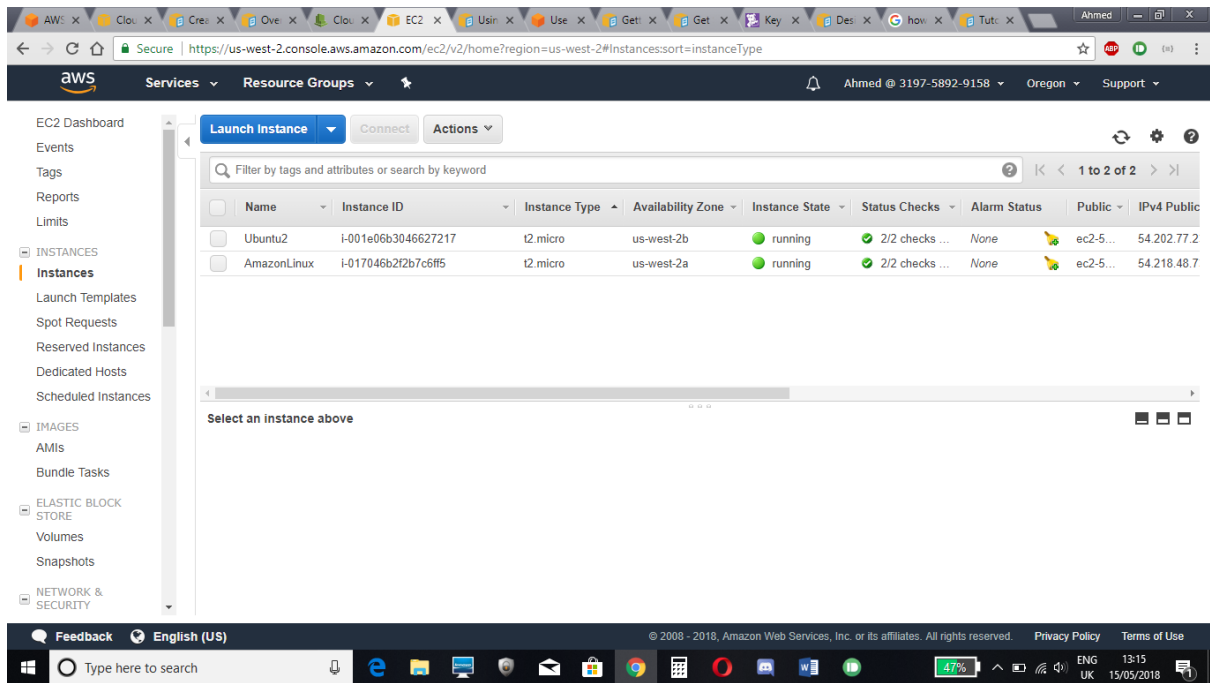 AWS Clou Crea Ove Clou EC2 Usin Use Gett Get Key Desi how Tuto Ahmed
Secure | https://us-west-2.console.aws.amazon.com/ec2/v2/home?region=us-west-2#Instances:sort=instanceType ABP
aws Services Resource Groups Ahmed @ 3197-5892-9158 Oregon Support
EC2 Dashboard
Events
Tags
Reports
Limits
INSTANCES
Instances
Launch Templates
Spot Requests
Reserved Instances
Dedicated Hosts
Scheduled Instances
IMAGES
AMIs
Bundle Tasks
ELASTIC BLOCK
STORE
Volumes
Snapshots
NETWORK &
SECURITY
Launch Instance Connect Actions
Filter by tags and attributes or search by keyword 1 to 2 of 2
Name Instance ID Instance Type Availability Zone Instance State Status Checks Alarm Status Public IPv4 Public
Ubuntu2 i-001e06b3046627217 t2.micro us-west-2b running 2/2 checks ... None ec2-5... 54.202.77.2
AmazonLinux i-017046b2f2b7c6ff5 t2.micro us-west-2a running 2/2 checks ... None ec2-5... 54.218.48.7
Select an instance above
Feedback English (US) © 2008 - 2018, Amazon Web Services, Inc. or its affiliates. All rights reserved. Privacy Policy Terms of Use
Type here to search 47% ENG 13:15
UK 15/05/2018